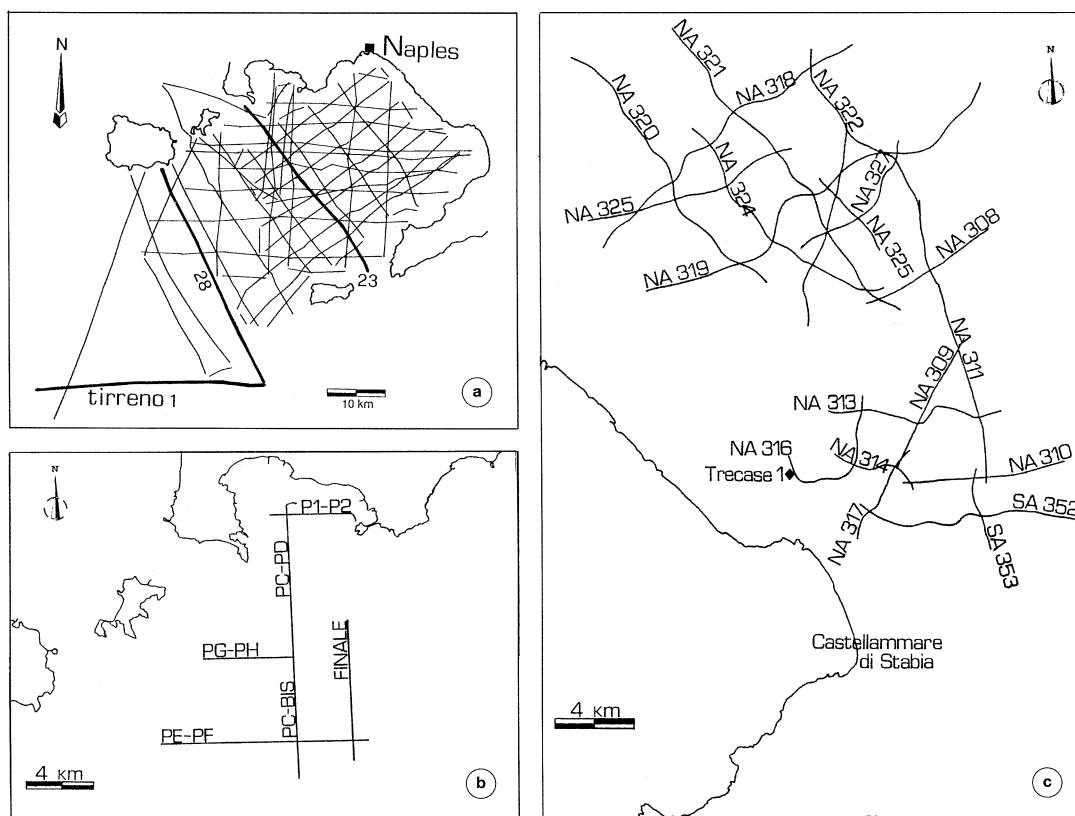 N
Naples
28
23
tirreno 1
10 km
a
N
P1-P2
PC-PD
PG-PH
FINALE
PC-BIS
PE-PF
4 км
b
N
NA 321
NA 318
NA 320
NA 322
NA 327
NA 324
NA 325
NA 308
NA 325
NA 319
NA 311
NA 309
NA 313
NA 316
NA 314
NA 310
Trecase 1
SA 352
NA 317
SA 353
Castellammare
di Stabia
4 км
c